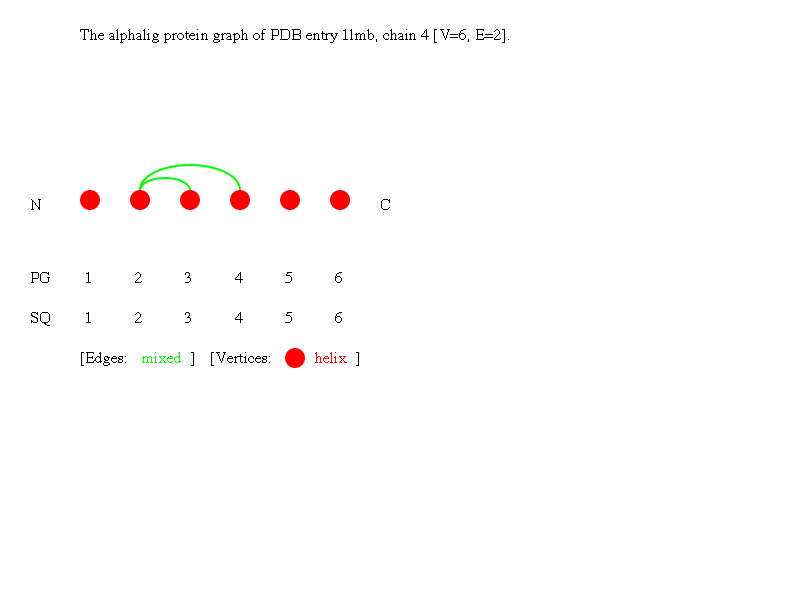 The alphalig protein graph of PDB entry 1lmb, chain 4 [V=6, E=2].
N C
PG 1 2 3 4 5 6
SQ 1 2 3 4 5 6
[Edges: mixed ] [Vertices: helix ]